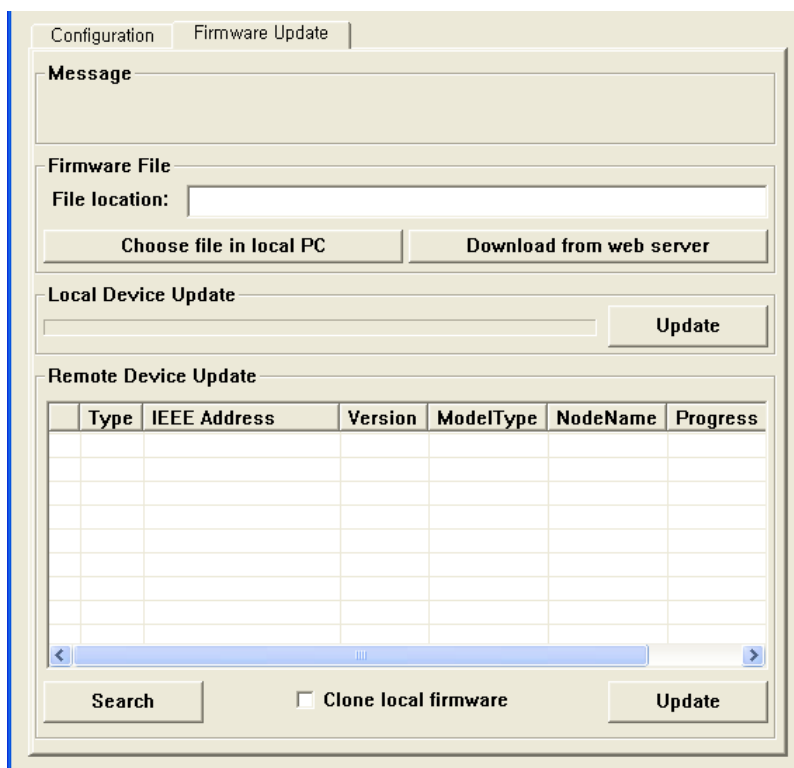 Configuration Firmware Update
Message
Firmware File
File location:
Choose file in local PC Download from web server
Local Device Update
Update
Remote Device Update
Type IEEE Address Version ModelType NodeName Progress
Search Clone local firmware Update